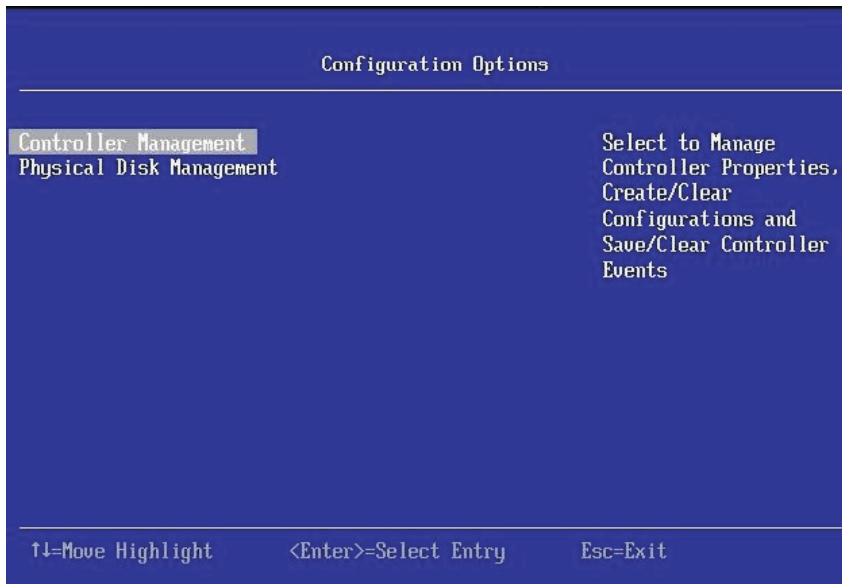 Configuration Options
Controller Management
Physical Disk Management
Select to Manage
Controller Properties,
Create/Clear
Configurations and
Save/Clear Controller
Events
↑↓=Move Highlight <Enter>=Select Entry Esc=Exit